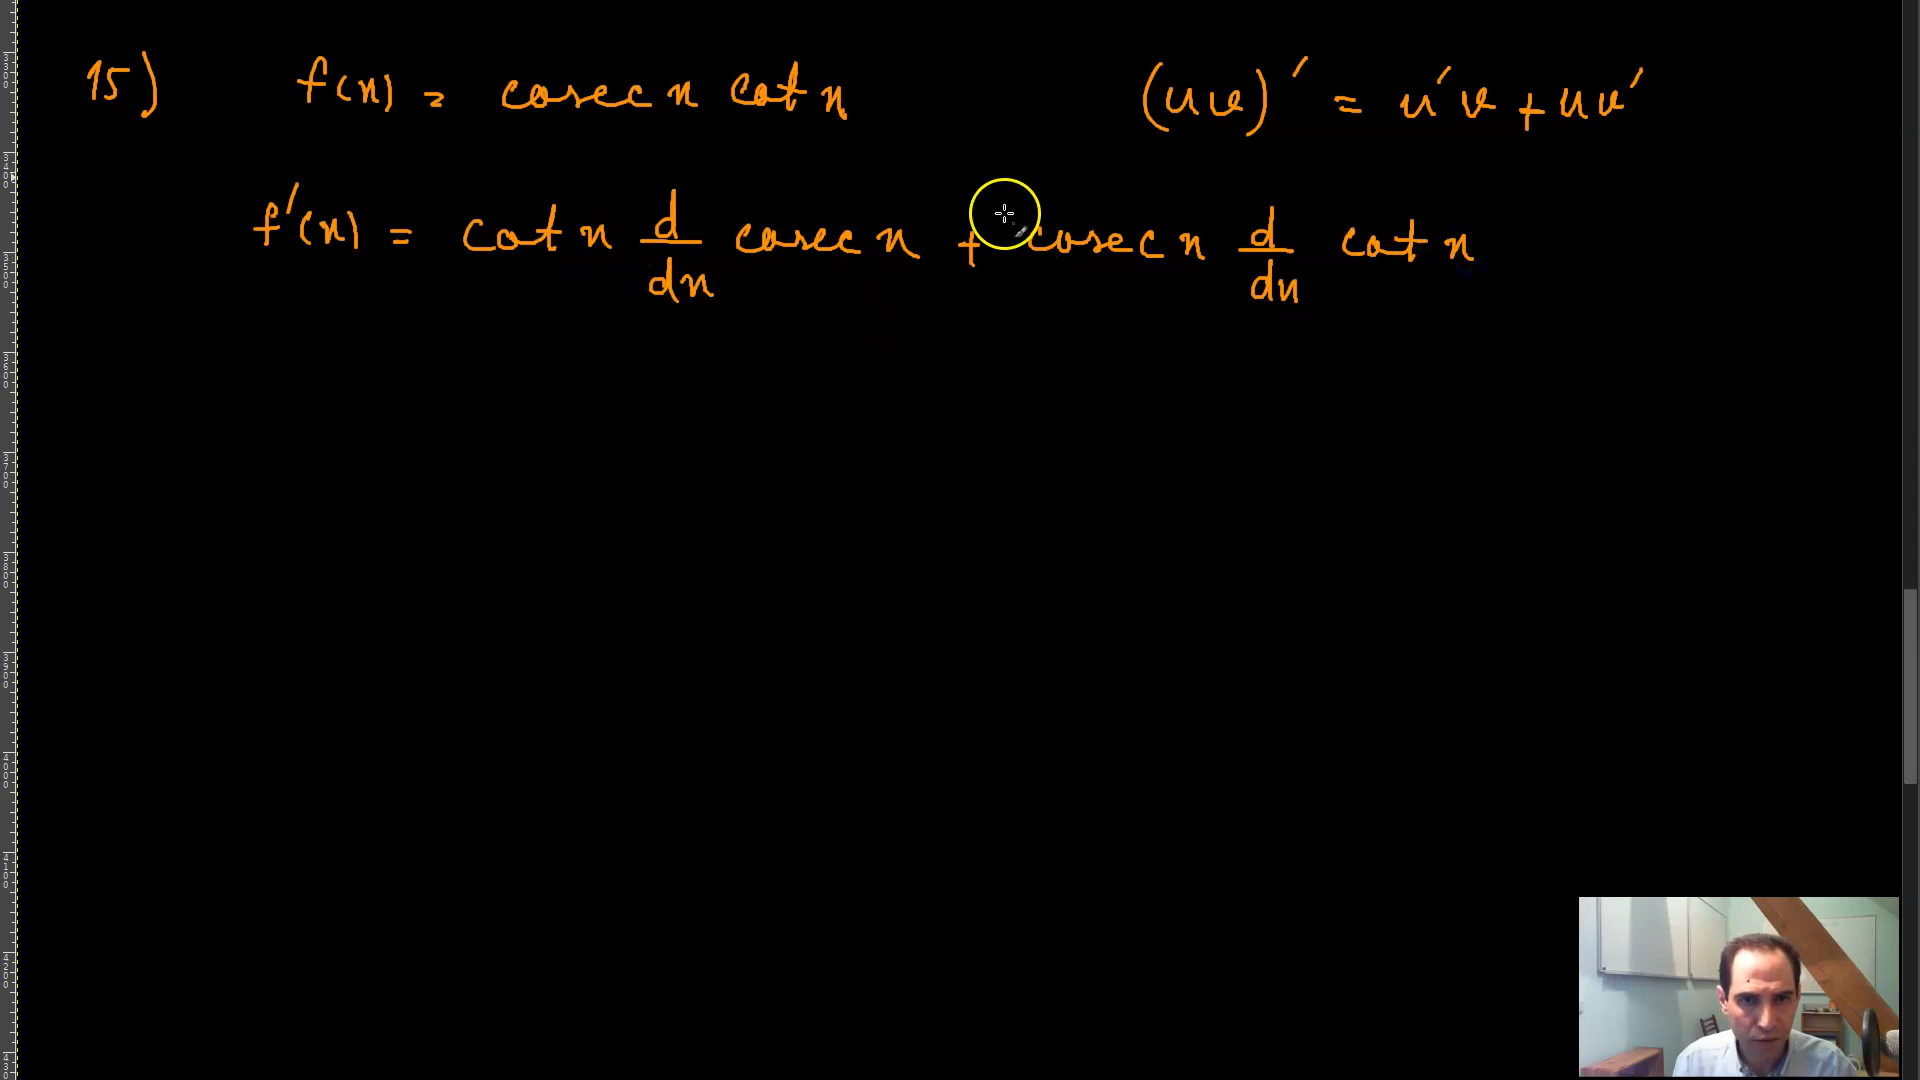 15) f(x) = cosec x cot x (uv)' = u'v + uv'
f'(x) = cot x d/dx cosec x + cosec x d/dx cot x